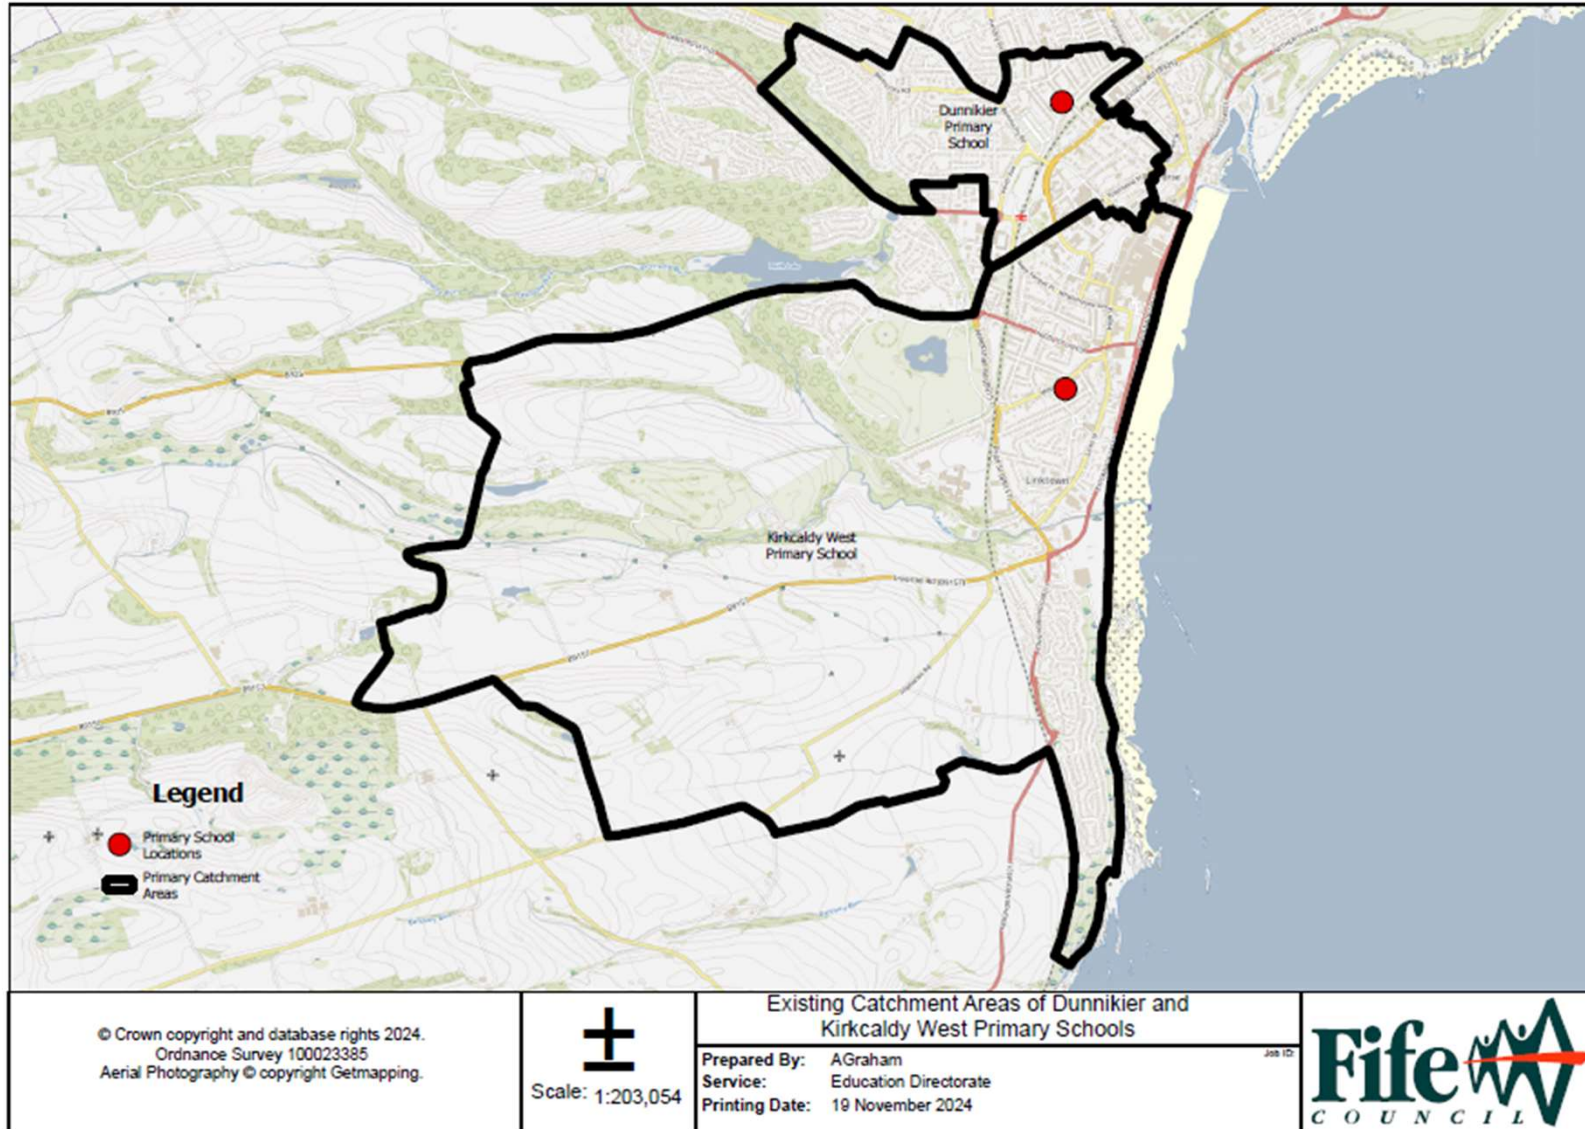 Dunnikier
Primary
School
Linktown
Kirkcaldy West
Primary School
Legend
Primary School
Locations
Primary Catchment
Areas
© Crown copyright and database rights 2024.
Ordnance Survey 100023385
Aerial Photography © copyright Getmapping.
Scale: 1:203,054
Existing Catchment Areas of Dunnikier and
Kirkcaldy West Primary Schools
Prepared By: AGraham
Job ID:
Service: Education Directorate
Printing Date: 19 November 2024
Fife
COUNCIL